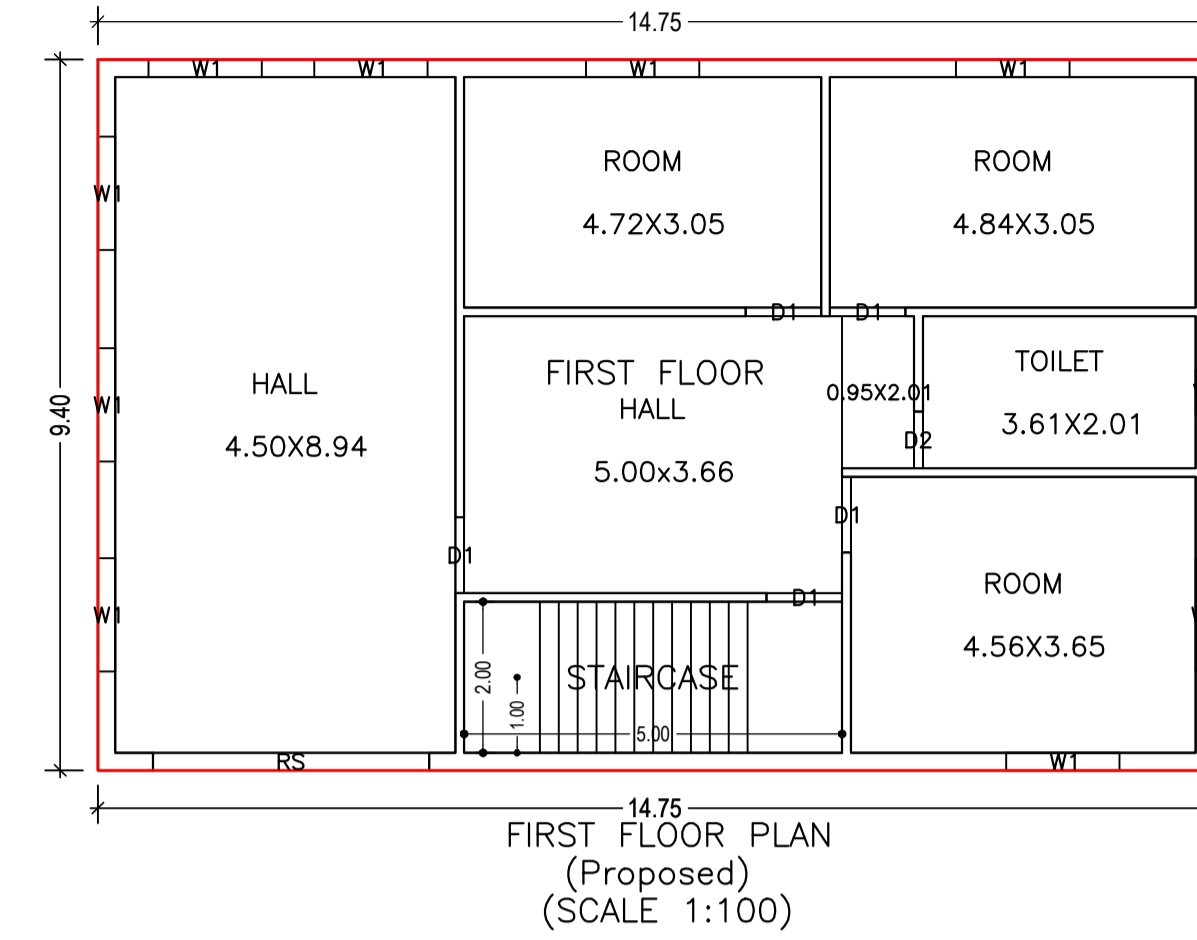 14.75
W1
W1
W1
W1
ROOM
4.72X3.05
ROOM
4.84X3.05
W1
D1
D1
FIRST FLOOR
HALL
5.00x3.66
HALL
4.50X8.94
0.95X2.01
TOILET
3.61X2.01
9.40
W1
D2
D1
D1
D1
ROOM
4.56X3.65
W1
STAIRCASE
2.00
1.00
5.00
RS
W1
14.75
FIRST FLOOR PLAN
(Proposed)
(SCALE 1:100)